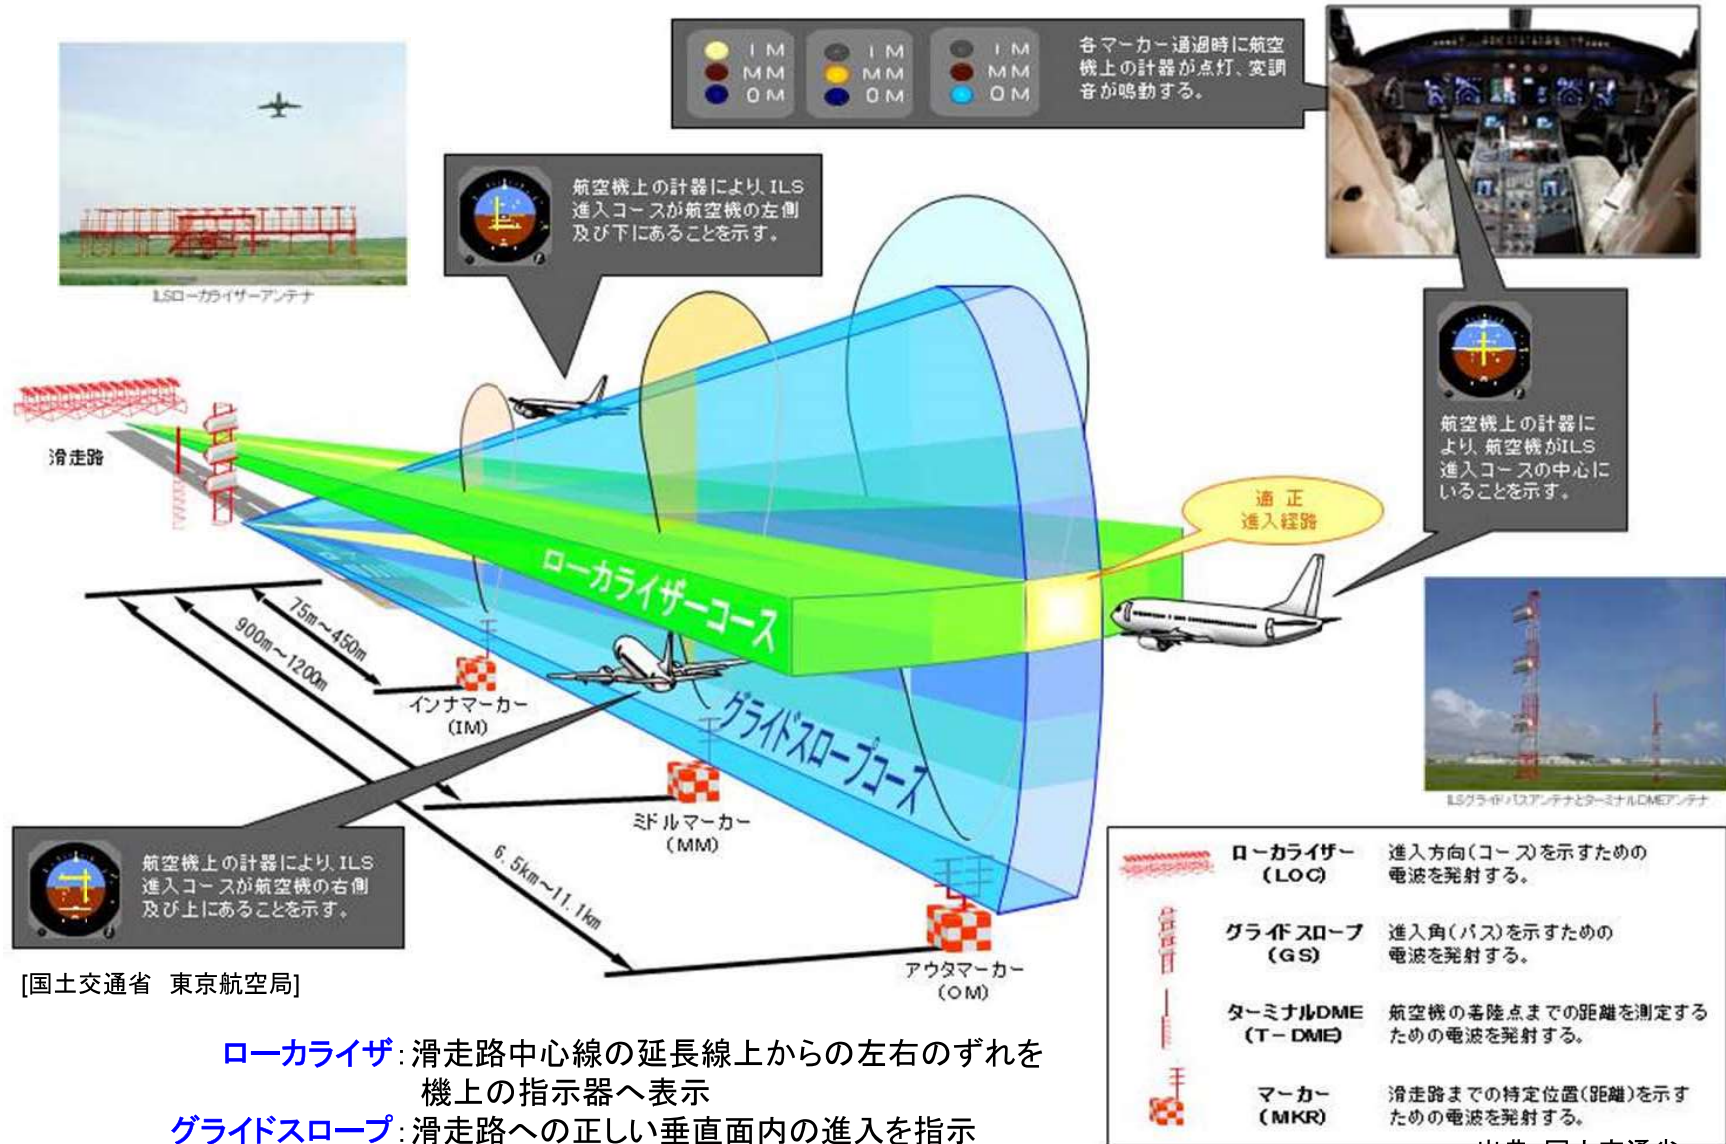 I M
MM
O M
I M
MM
O M
I M
MM
O M
各マーカー通過時に航空
機上の計器が点灯、変調
音が鳴動する。
航空機上の計器により、ILS
進入コースが航空機の左側
及び下にあることを示す。
ILSローカライザーアンテナ
滑走路
航空機上の計器に
より、航空機がILS
進入コースの中心に
いることを示す。
適 正
進入経路
ローカライザーコース
グライドスロープコース
75m～450m
900m～1200m
6.5km～11.1km
インナマーカー
(IM)
ミドルマーカー
(MM)
アウタマーカー
(OM)
ILSグライドパスアンテナとターミナルDMEアンテナ
航空機上の計器により、ILS
進入コースが航空機の右側
及び上にあることを示す。
[国土交通省 東京航空局]
ローカライザー
(LOC)
進入方向(コース)を示すための
電波を発射する。
グライドスロープ
(GS)
進入角(パス)を示すための
電波を発射する。
ターミナルDME
(T－DME)
航空機の着陸点までの距離を測定する
ための電波を発射する。
マーカー
(MKR)
滑走路までの特定位置(距離)を示す
ための電波を発射する。
ローカライザ：滑走路中心線の延長線上からの左右のずれを
機上の指示器へ表示
グライドスロープ：滑走路への正しい垂直面内の進入を指示